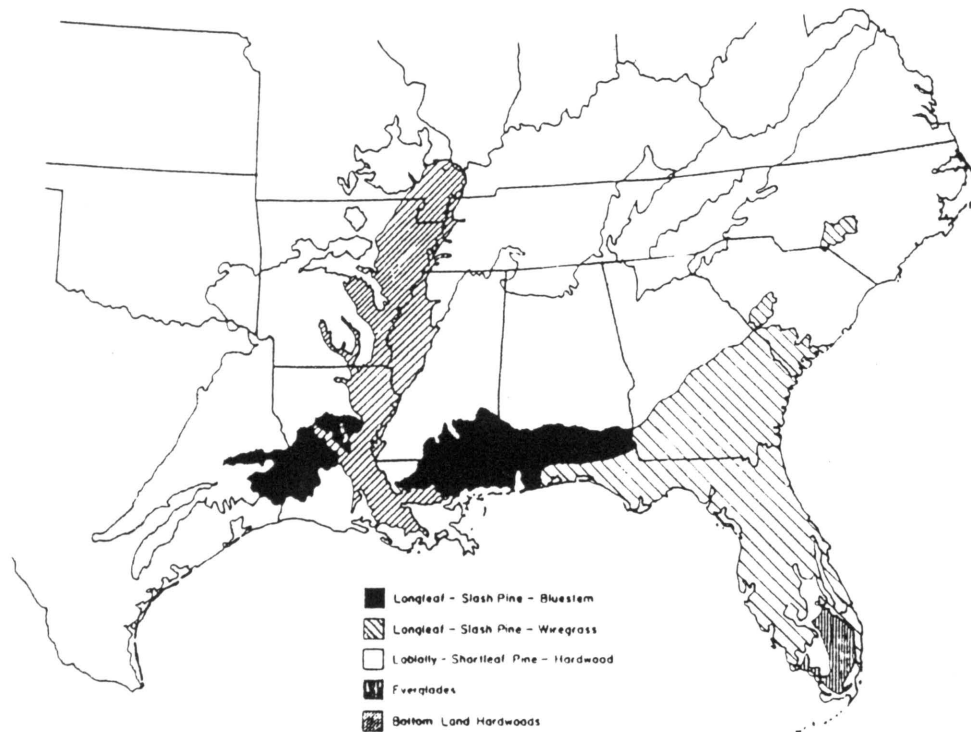 Longleaf - Slash Pine - Bluestem
Longleaf - Slash Pine - Wiregrass
Loblolly - Shortleaf Pine - Hardwood
Everglades
Bottom Land Hardwoods